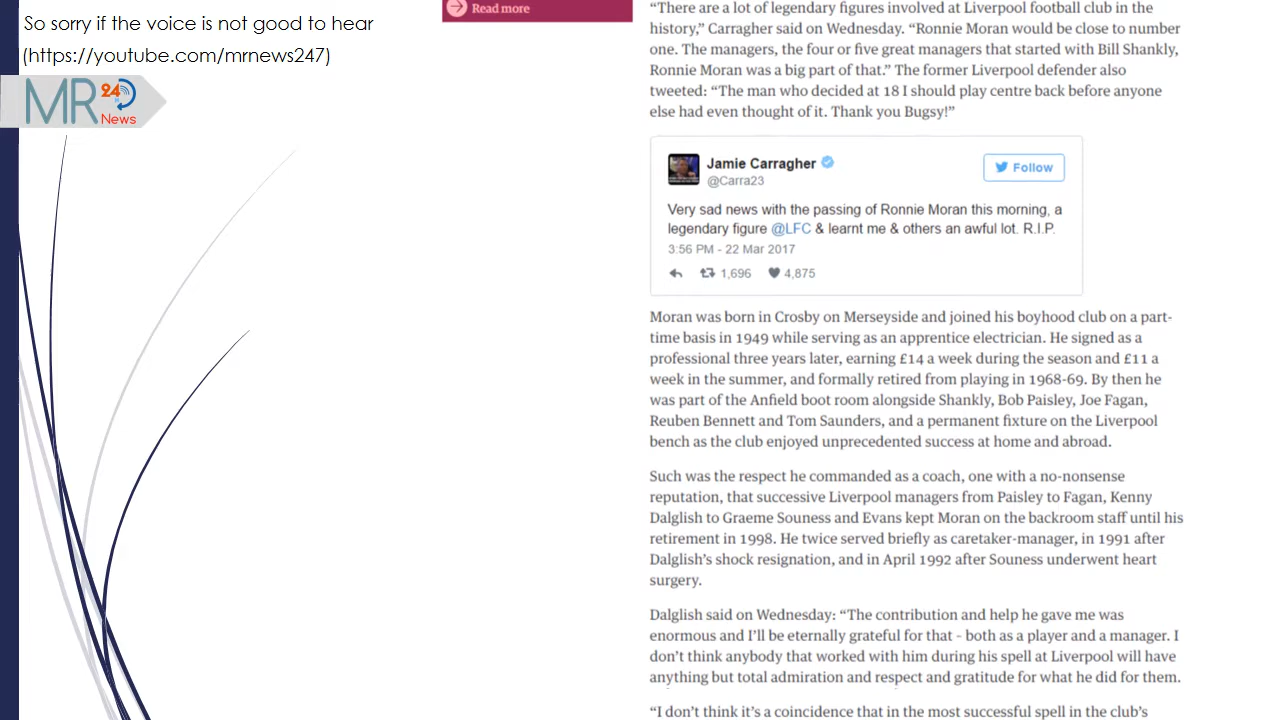 So sorry if the voice is not good to hear
(https://youtube.com/mrnews247)
MR 24 News
Read more
“There are a lot of legendary figures involved at Liverpool football club in the
history,” Carragher said on Wednesday. “Ronnie Moran would be close to number
one. The managers, the four or five great managers that started with Bill Shankly,
Ronnie Moran was a big part of that.” The former Liverpool defender also
tweeted: “The man who decided at 18 I should play centre back before anyone
else had even thought of it. Thank you Bugsy!”
Jamie Carragher
@Carra23
Follow
Very sad news with the passing of Ronnie Moran this morning, a
legendary figure @LFC & learnt me & others an awful lot. R.I.P.
3:56 PM - 22 Mar 2017
1,696 4,875
Moran was born in Crosby on Merseyside and joined his boyhood club on a part-
time basis in 1949 while serving as an apprentice electrician. He signed as a
professional three years later, earning £14 a week during the season and £11 a
week in the summer, and formally retired from playing in 1968-69. By then he
was part of the Anfield boot room alongside Shankly, Bob Paisley, Joe Fagan,
Reuben Bennett and Tom Saunders, and a permanent fixture on the Liverpool
bench as the club enjoyed unprecedented success at home and abroad.
Such was the respect he commanded as a coach, one with a no-nonsense
reputation, that successive Liverpool managers from Paisley to Fagan, Kenny
Dalglish to Graeme Souness and Evans kept Moran on the backroom staff until his
retirement in 1998. He twice served briefly as caretaker-manager, in 1991 after
Dalglish’s shock resignation, and in April 1992 after Souness underwent heart
surgery.
Dalglish said on Wednesday: “The contribution and help he gave me was
enormous and I’ll be eternally grateful for that – both as a player and a manager. I
don’t think anybody that worked with him during his spell at Liverpool will have
anything but total admiration and respect and gratitude for what he did for them.
“I don’t think it’s a coincidence that in the most successful spell in the club’s